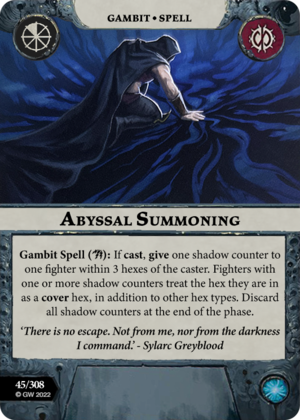 GAMBIT • SPELL
ABYSSAL SUMMONING
Gambit Spell (): If cast, give one shadow counter to
one fighter within 3 hexes of the caster. Fighters with
one or more shadow counters treat the hex they are in
as a cover hex, in addition to other hex types. Discard
all shadow counters at the end of the phase.
‘There is no escape. Not from me, nor from the darkness
I command.’ - Sylarc Greyblood
45/308
© GW 2022